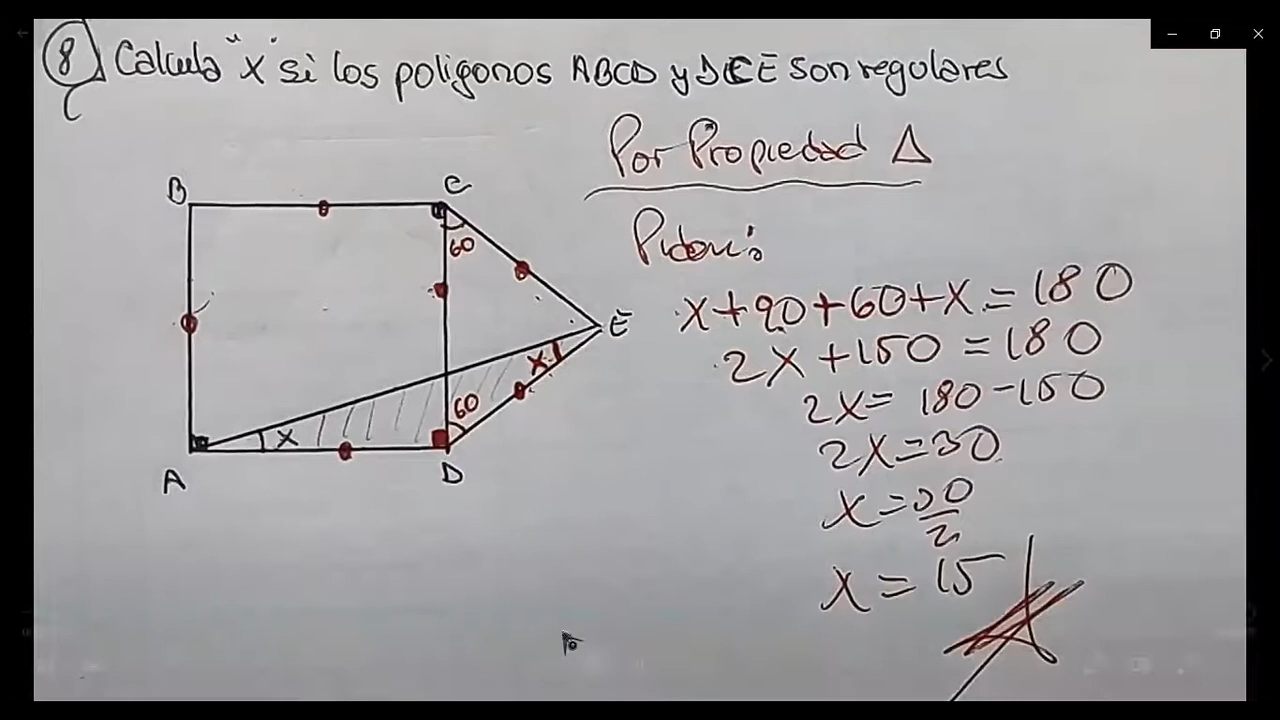 8) Calcula "x" si los poligonos ABCD y DCE son regulares
Por Propiedad Δ
Piden:
B
C
60
E
x
60
x
A
D
x+90+60+x=180
2x+150=180
2x=180-150
2x=30
x=30/2
x=15